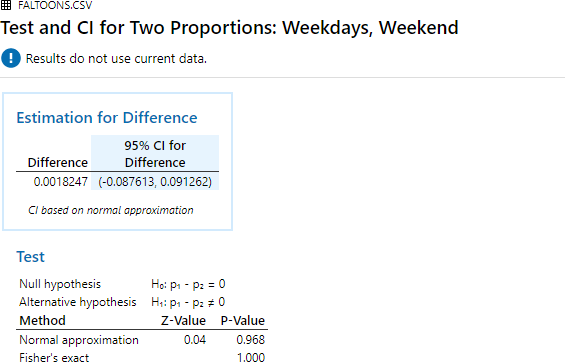 FALTOONS.CSV
Test and CI for Two Proportions: Weekdays, Weekend
! Results do not use current data.
Estimation for Difference
95% CI for
Difference Difference
0.0018247 (-0.087613, 0.091262)
CI based on normal approximation
Test
Null hypothesis H₀: p₁ - p₂ = 0
Alternative hypothesis H₁: p₁ - p₂ ≠ 0
Method Z-Value P-Value
Normal approximation 0.04 0.968
Fisher's exact 1.000